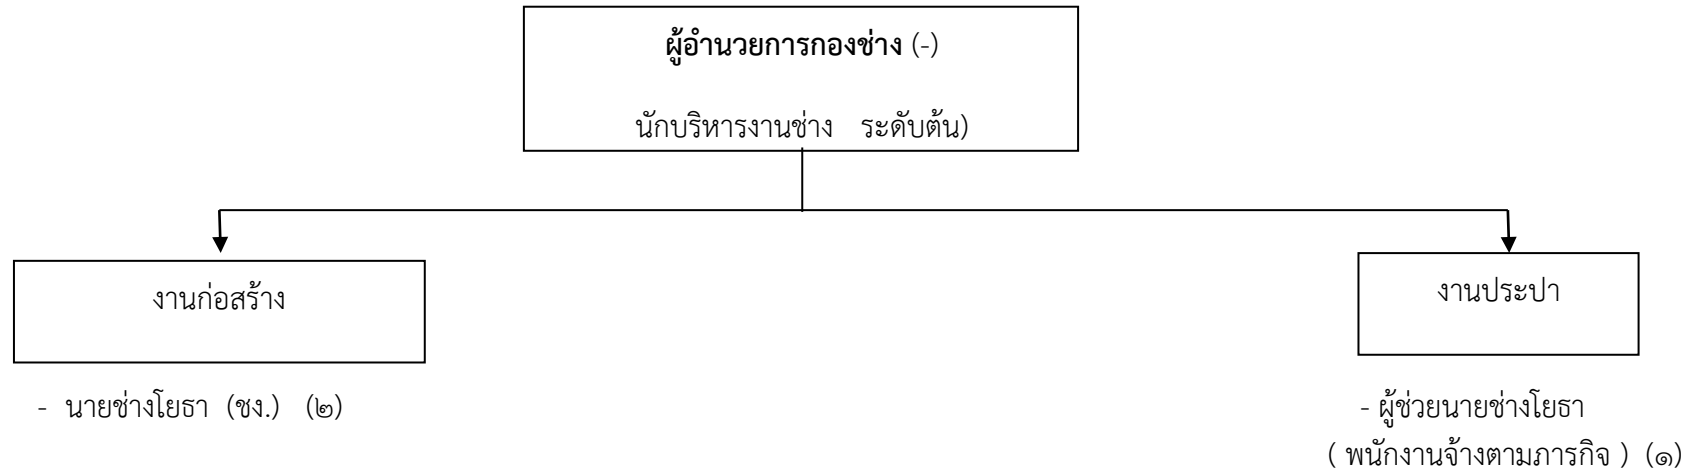 ผู้อำนวยการกองช่าง (-)
นักบริหารงานช่าง ระดับต้น)
งานก่อสร้าง
งานประปา
- นายช่างโยธา (ชง.) (๒)
- ผู้ช่วยนายช่างโยธา
( พนักงานจ้างตามภารกิจ ) (๑)